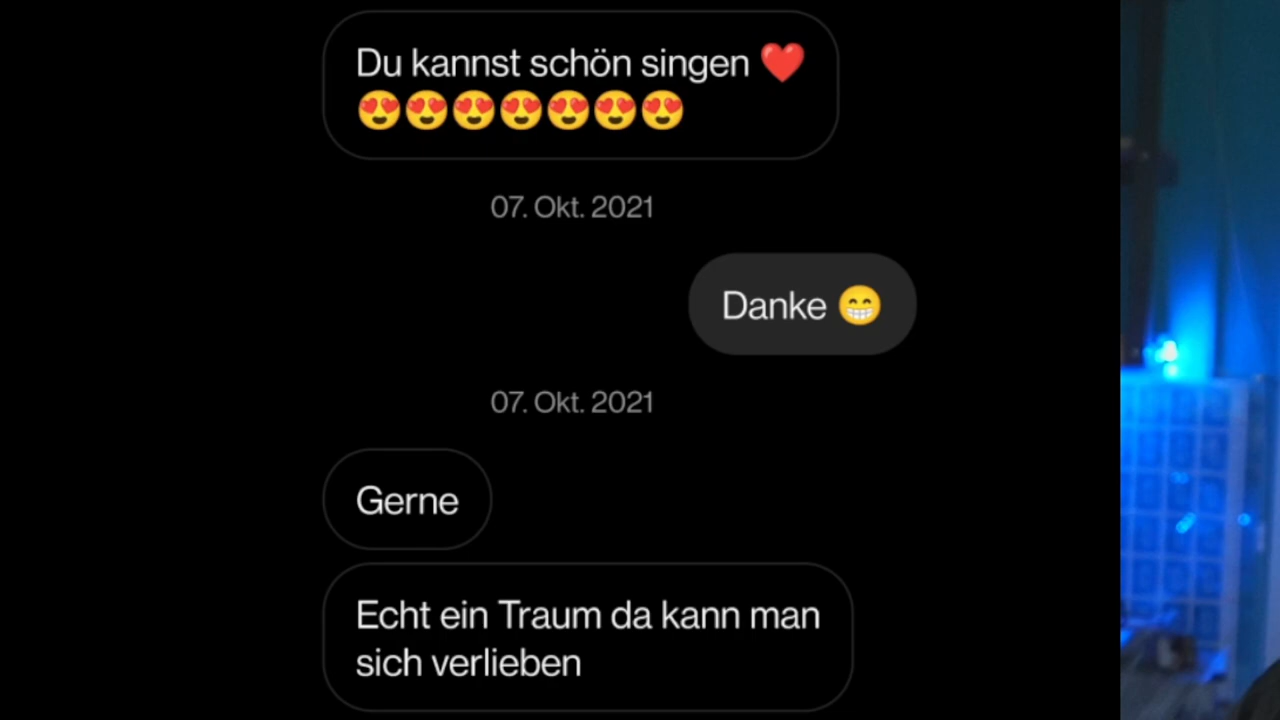 Du kannst schön singen ❤️
😍😍😍😍😍😍😍
07. Okt. 2021
Danke 😁
07. Okt. 2021
Gerne
Echt ein Traum da kann man
sich verlieben